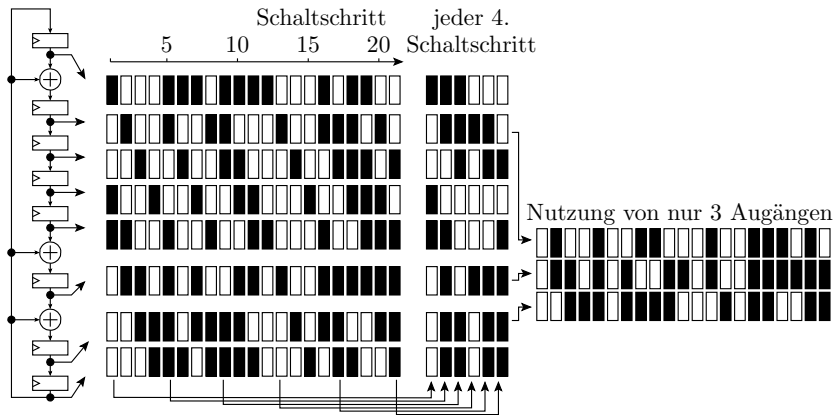 Schaltschritt
jeder 4.
5 10 15 20
Schaltschritt
Nutzung von nur 3 Augängen